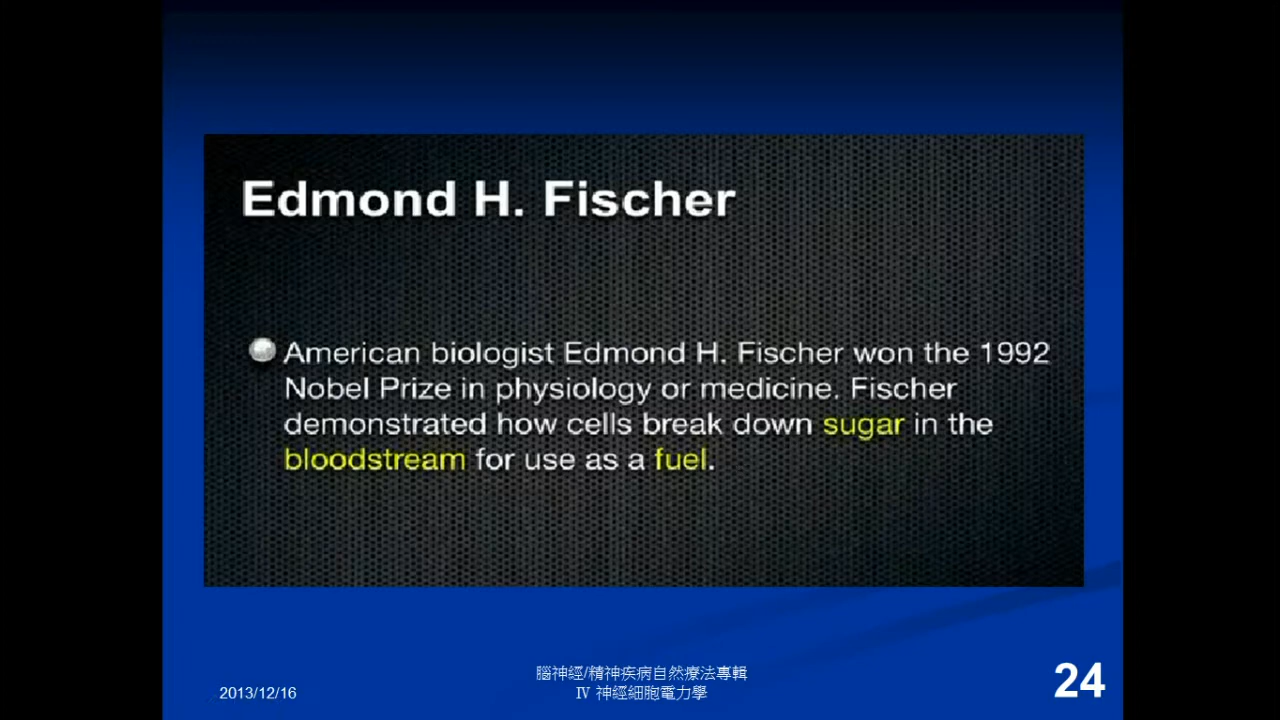 Edmond H. Fischer
American biologist Edmond H. Fischer won the 1992
Nobel Prize in physiology or medicine. Fischer
demonstrated how cells break down sugar in the
bloodstream for use as a fuel.
2013/12/16
腦神經/精神疾病自然療法專輯
Ⅳ 神經細胞電力學
24